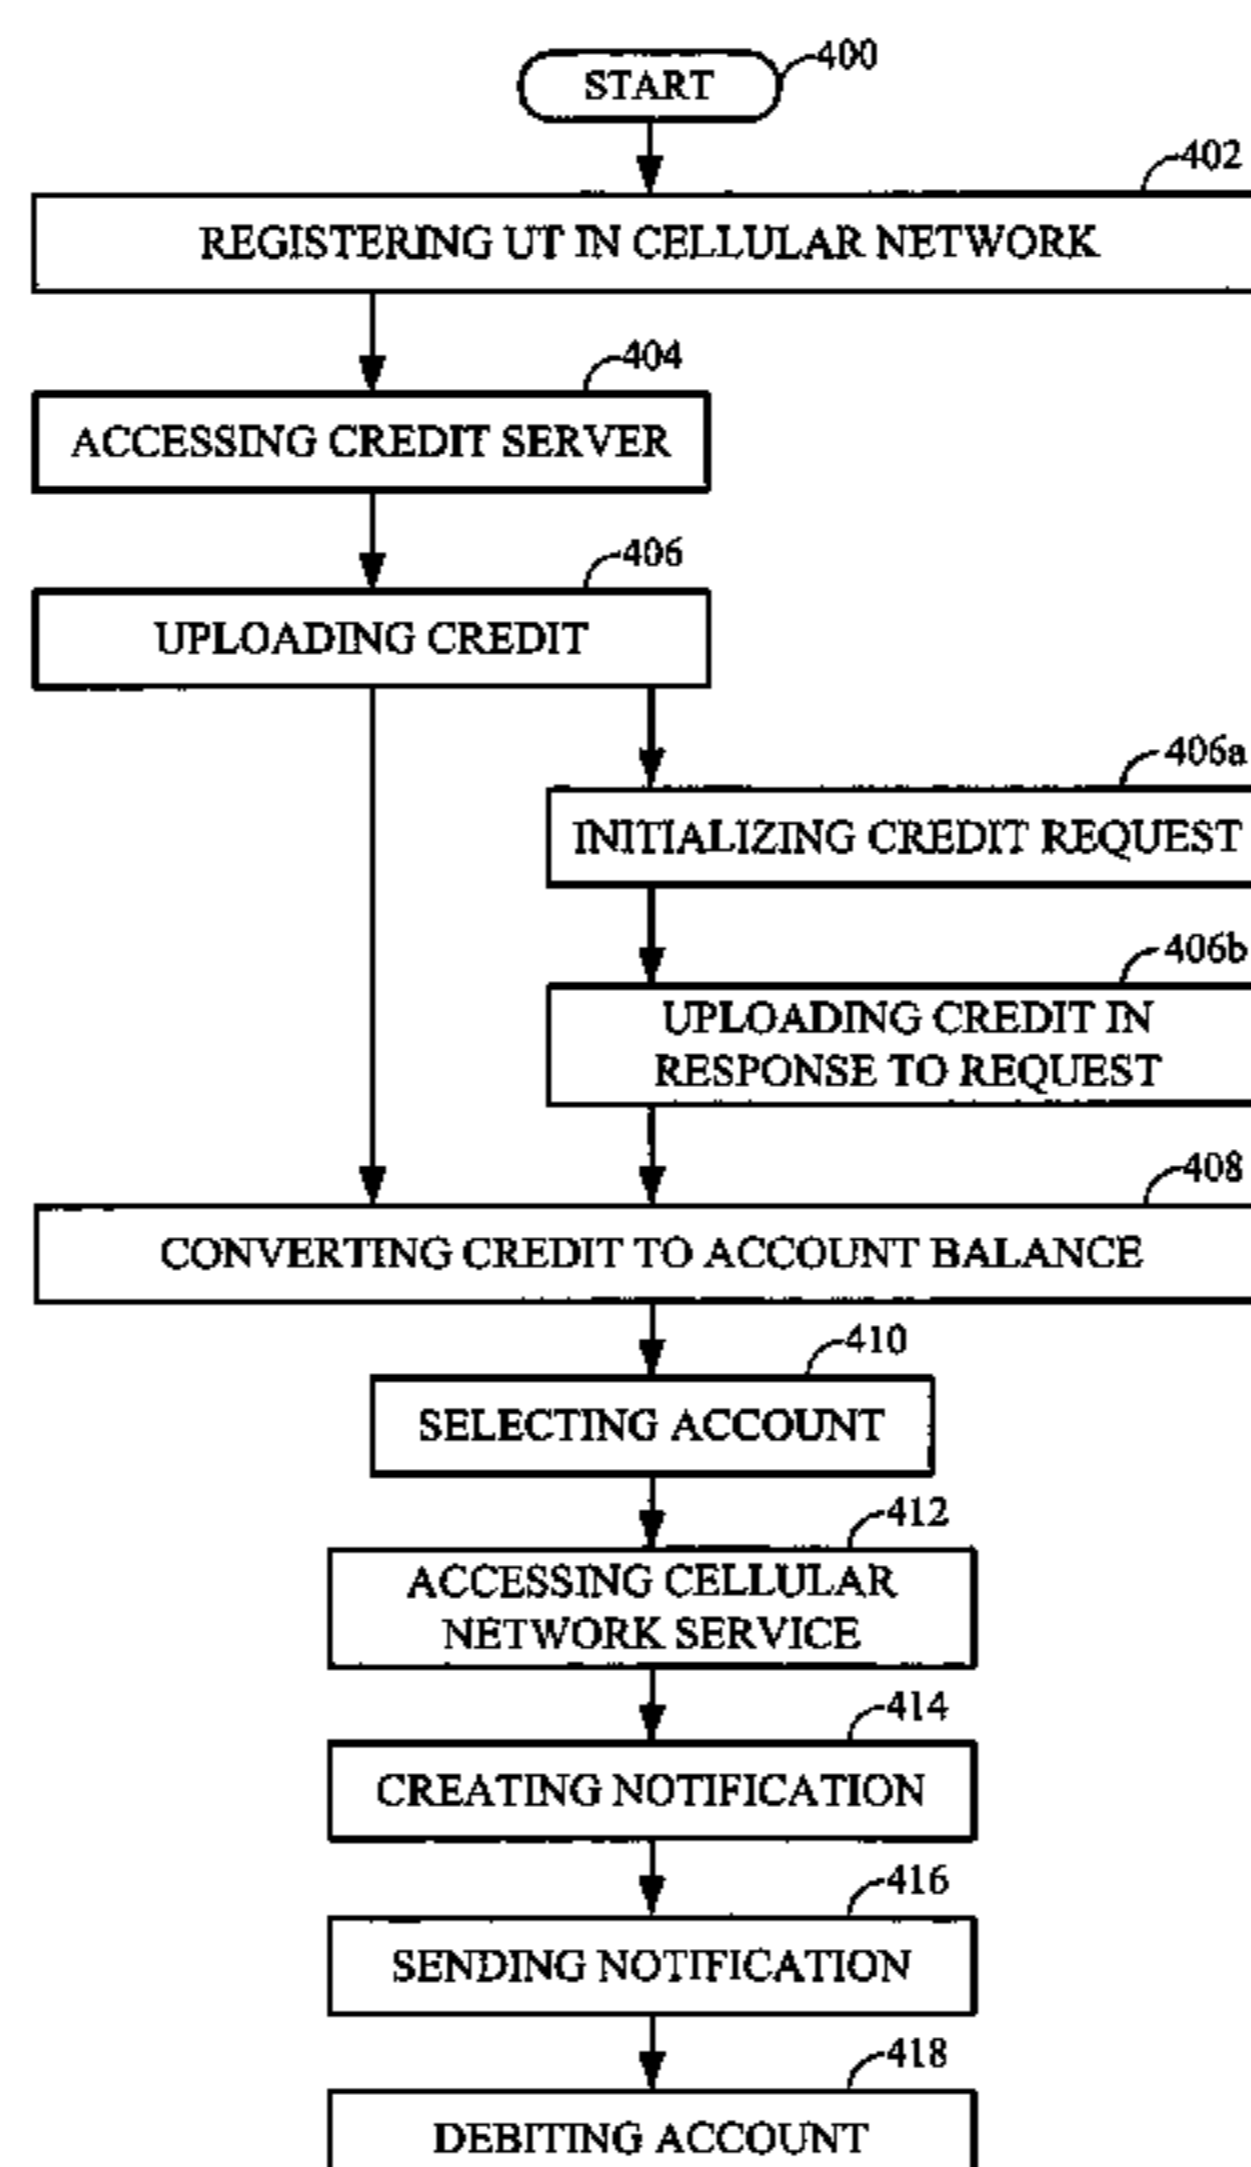 400
START
402
REGISTERING UT IN CELLULAR NETWORK
404
ACCESSING CREDIT SERVER
406
UPLOADING CREDIT
406a
INITIALIZING CREDIT REQUEST
406b
UPLOADING CREDIT IN
RESPONSE TO REQUEST
408
CONVERTING CREDIT TO ACCOUNT BALANCE
410
SELECTING ACCOUNT
412
ACCESSING CELLULAR
NETWORK SERVICE
414
CREATING NOTIFICATION
416
SENDING NOTIFICATION
418
DEBITING ACCOUNT